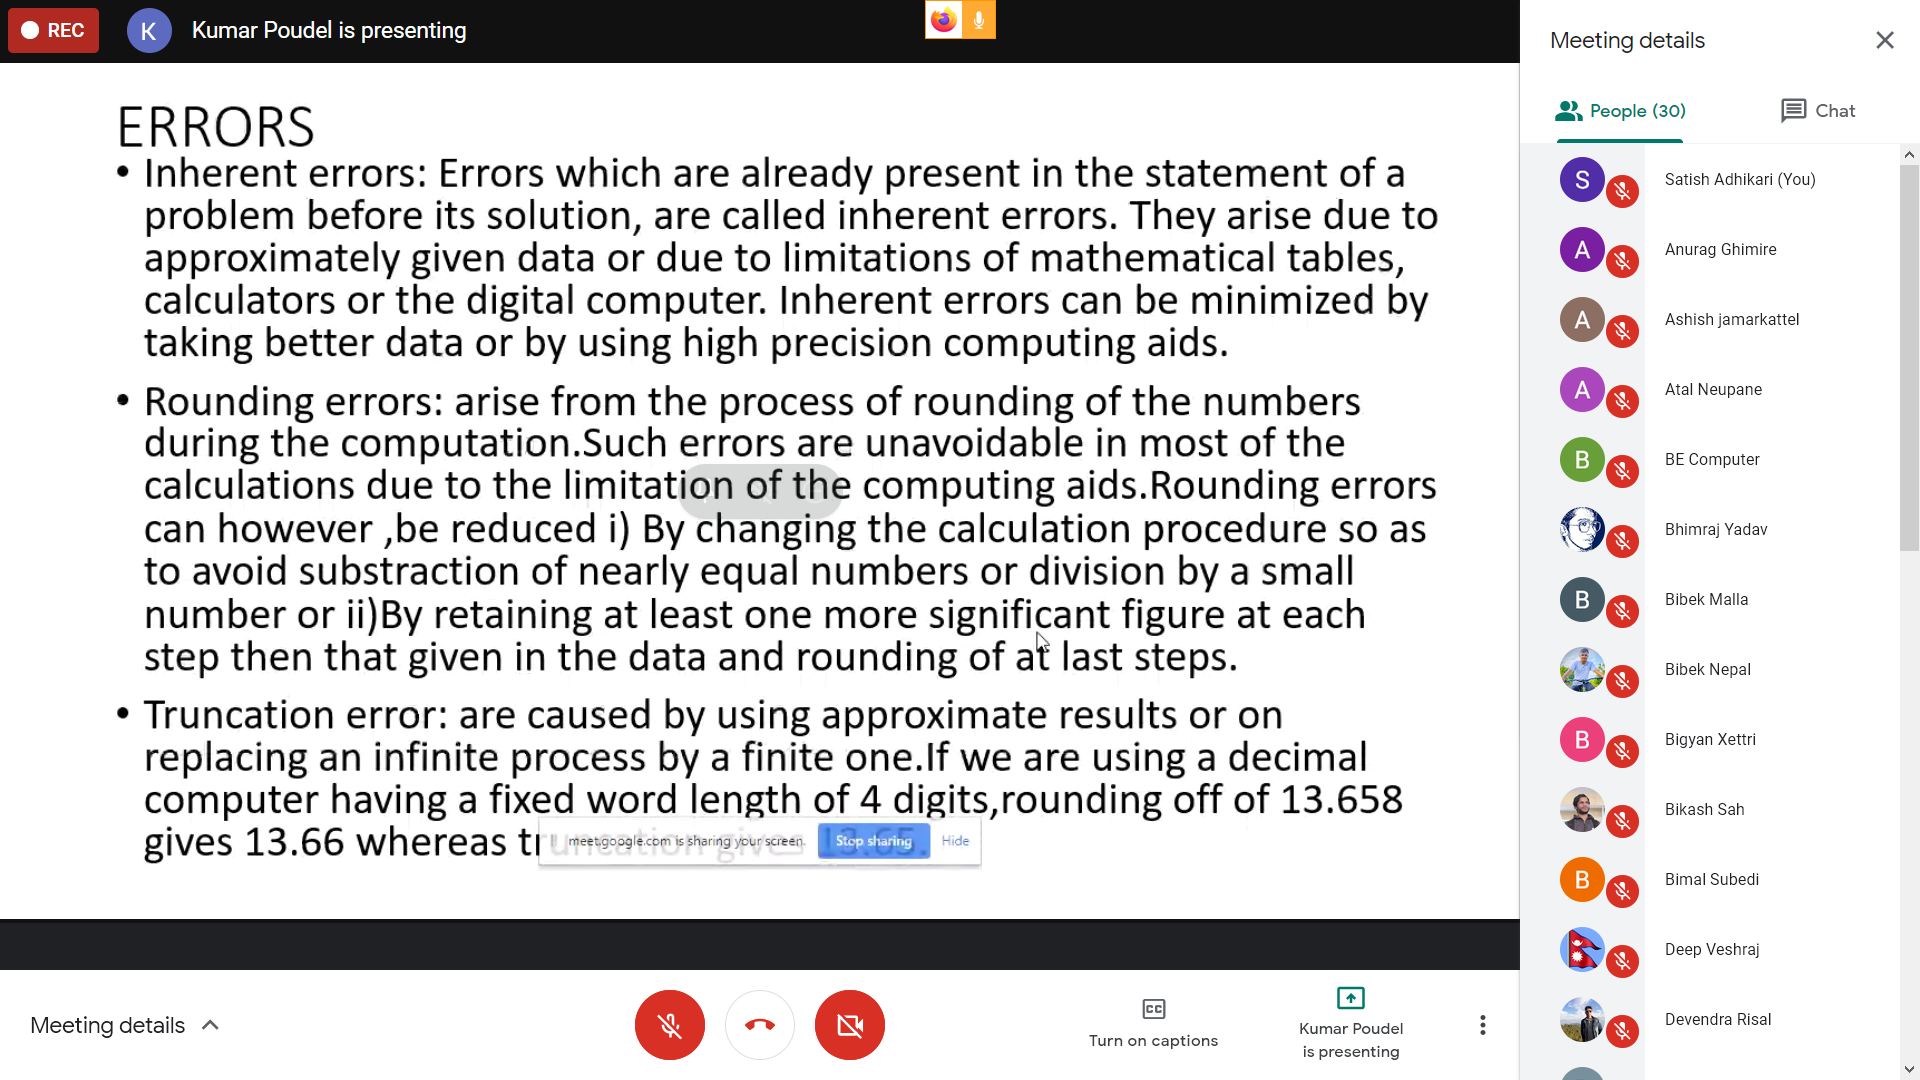 REC
K
Kumar Poudel is presenting
ERRORS
• Inherent errors: Errors which are already present in the statement of a
problem before its solution, are called inherent errors. They arise due to
approximately given data or due to limitations of mathematical tables,
calculators or the digital computer. Inherent errors can be minimized by
taking better data or by using high precision computing aids.
• Rounding errors: arise from the process of rounding of the numbers
during the computation.Such errors are unavoidable in most of the
calculations due to the limitation of the computing aids.Rounding errors
can however ,be reduced i) By changing the calculation procedure so as
to avoid substraction of nearly equal numbers or division by a small
number or ii)By retaining at least one more significant figure at each
step then that given in the data and rounding of at last steps.
• Truncation error: are caused by using approximate results or on
replacing an infinite process by a finite one.If we are using a decimal
computer having a fixed word length of 4 digits,rounding off of 13.658
gives 13.66 whereas truncation gives 13.65.
meet.google.com is sharing your screen.
Stop sharing
Hide
Meeting details
CC
Turn on captions
Kumar Poudel
is presenting
Meeting details
People (30)
Chat
S
Satish Adhikari (You)
A
Anurag Ghimire
A
Ashish jamarkattel
A
Atal Neupane
B
BE Computer
Bhimraj Yadav
B
Bibek Malla
Bibek Nepal
B
Bigyan Xettri
Bikash Sah
B
Bimal Subedi
Deep Veshraj
Devendra Risal